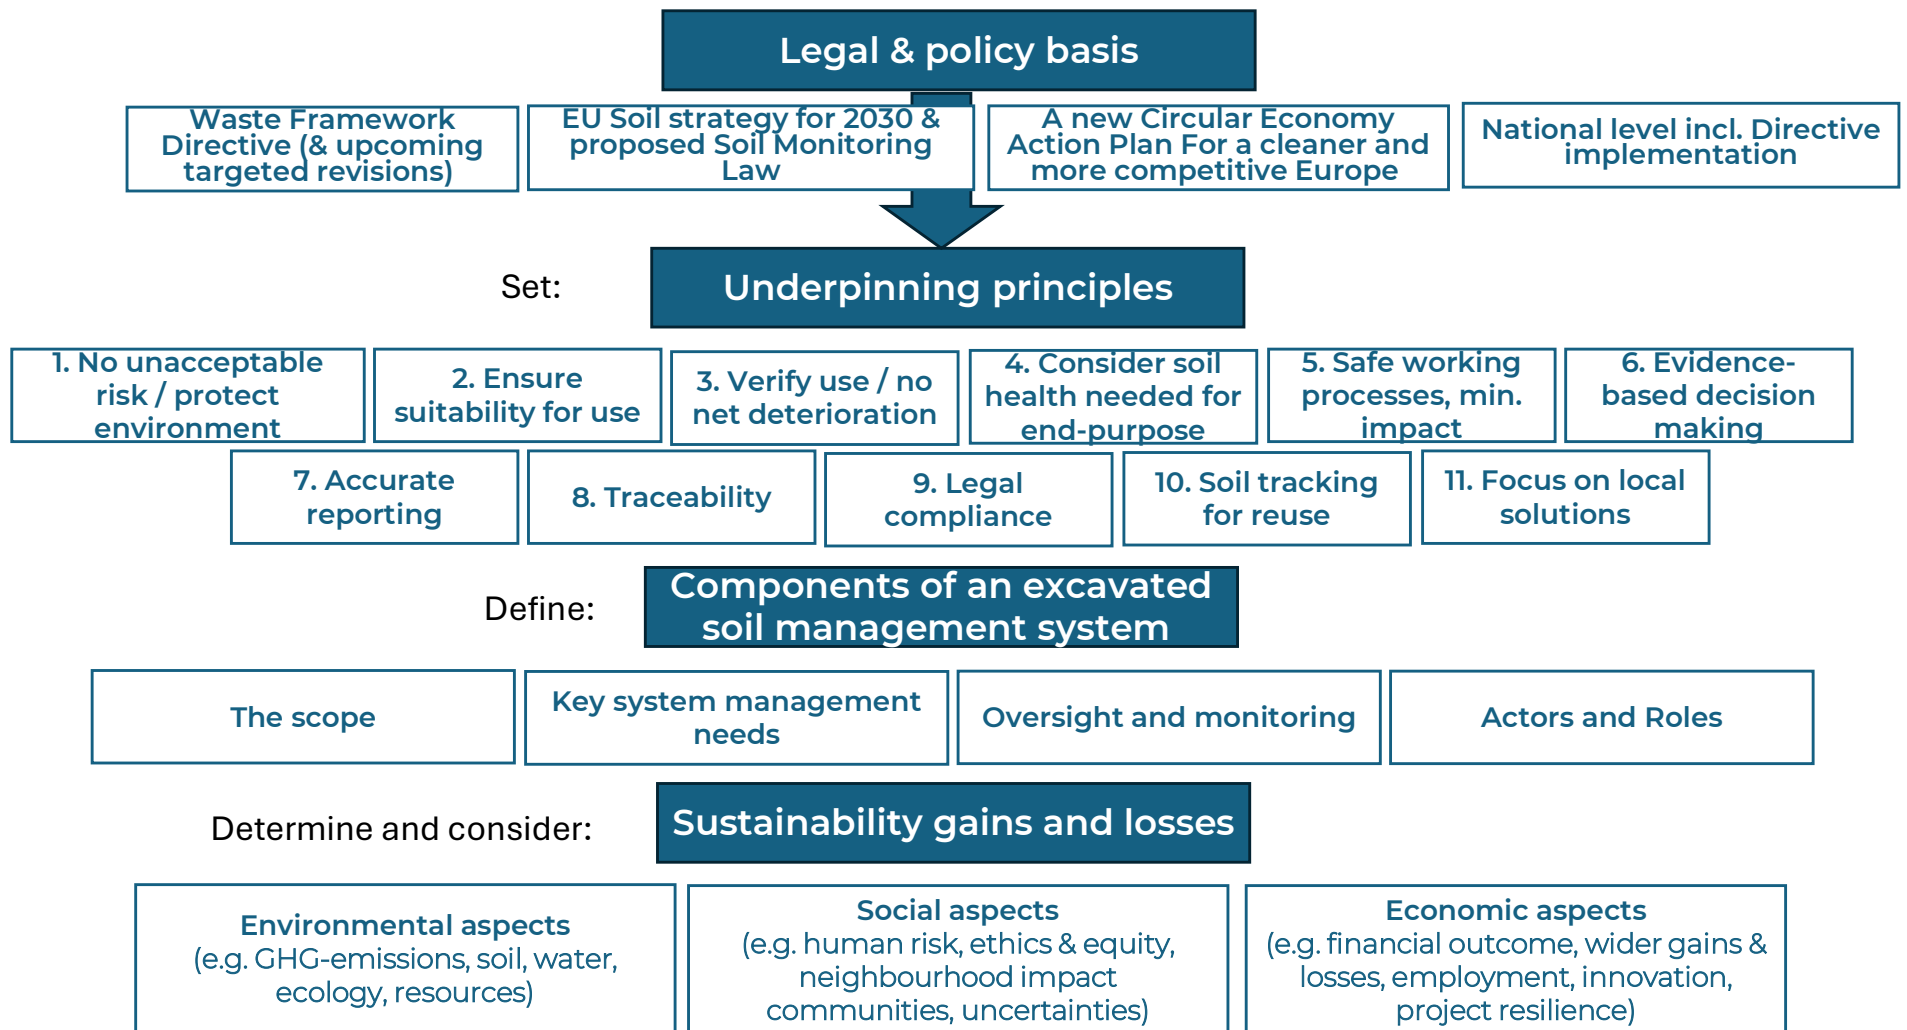 Legal & policy basis
Waste Framework
Directive (& upcoming
targeted revisions)
EU Soil strategy for 2030 &
proposed Soil Monitoring
Law
A new Circular Economy
Action Plan For a cleaner and
more competitive Europe
National level incl. Directive
implementation
Set:
Underpinning principles
1. No unacceptable
risk / protect
environment
2. Ensure
suitability for use
3. Verify use / no
net deterioration
4. Consider soil
health needed for
end-purpose
5. Safe working
processes, min.
impact
6. Evidence-
based decision
making
7. Accurate
reporting
8. Traceability
9. Legal
compliance
10. Soil tracking
for reuse
11. Focus on local
solutions
Define:
Components of an excavated
soil management system
The scope
Key system management
needs
Oversight and monitoring
Actors and Roles
Determine and consider:
Sustainability gains and losses
Environmental aspects
(e.g. GHG-emissions, soil, water,
ecology, resources)
Social aspects
(e.g. human risk, ethics & equity,
neighbourhood impact
communities, uncertainties)
Economic aspects
(e.g. financial outcome, wider gains &
losses, employment, innovation,
project resilience)